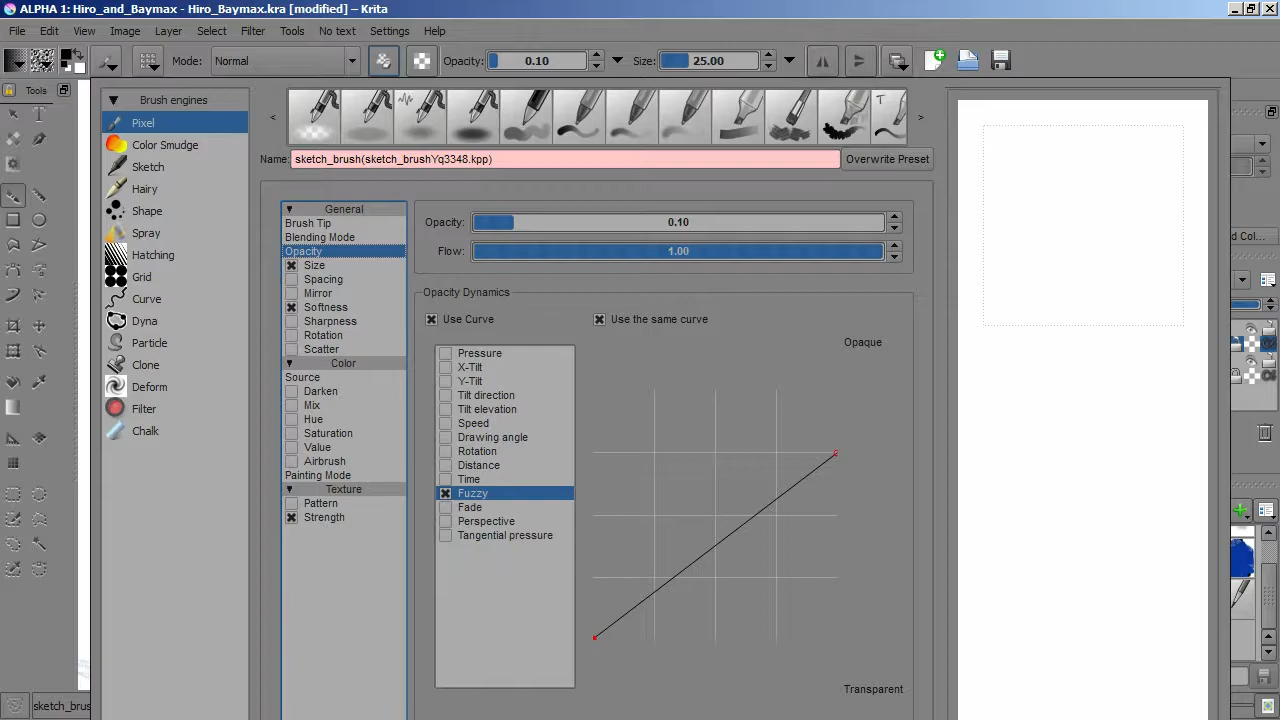 ALPHA 1: Hiro_and_Baymax - Hiro_Baymax.kra [modified] – Krita
File Edit View Image Layer Select Filter Tools No text Settings Help
Mode: Normal Opacity: 0.10 Size: 25.00
Tools
Brush engines
Pixel
Color Smudge
Sketch
Hairy
Shape
Spray
Hatching
Grid
Curve
Dyna
Particle
Clone
Deform
Filter
Chalk
< T >
Name: sketch_brush(sketch_brushYq3348.kpp) Overwrite Preset
General
Brush Tip
Blending Mode
Opacity
Size
Spacing
Mirror
Softness
Sharpness
Rotation
Scatter
Color
Source
Darken
Mix
Hue
Saturation
Value
Airbrush
Painting Mode
Texture
Pattern
Strength
Opacity: 0.10
Flow: 1.00
Opacity Dynamics
Use Curve Use the same curve
Pressure
X-Tilt
Y-Tilt
Tilt direction
Tilt elevation
Speed
Drawing angle
Rotation
Distance
Time
Fuzzy
Fade
Perspective
Tangential pressure
Opaque
Transparent
d Col...
sketch_brus